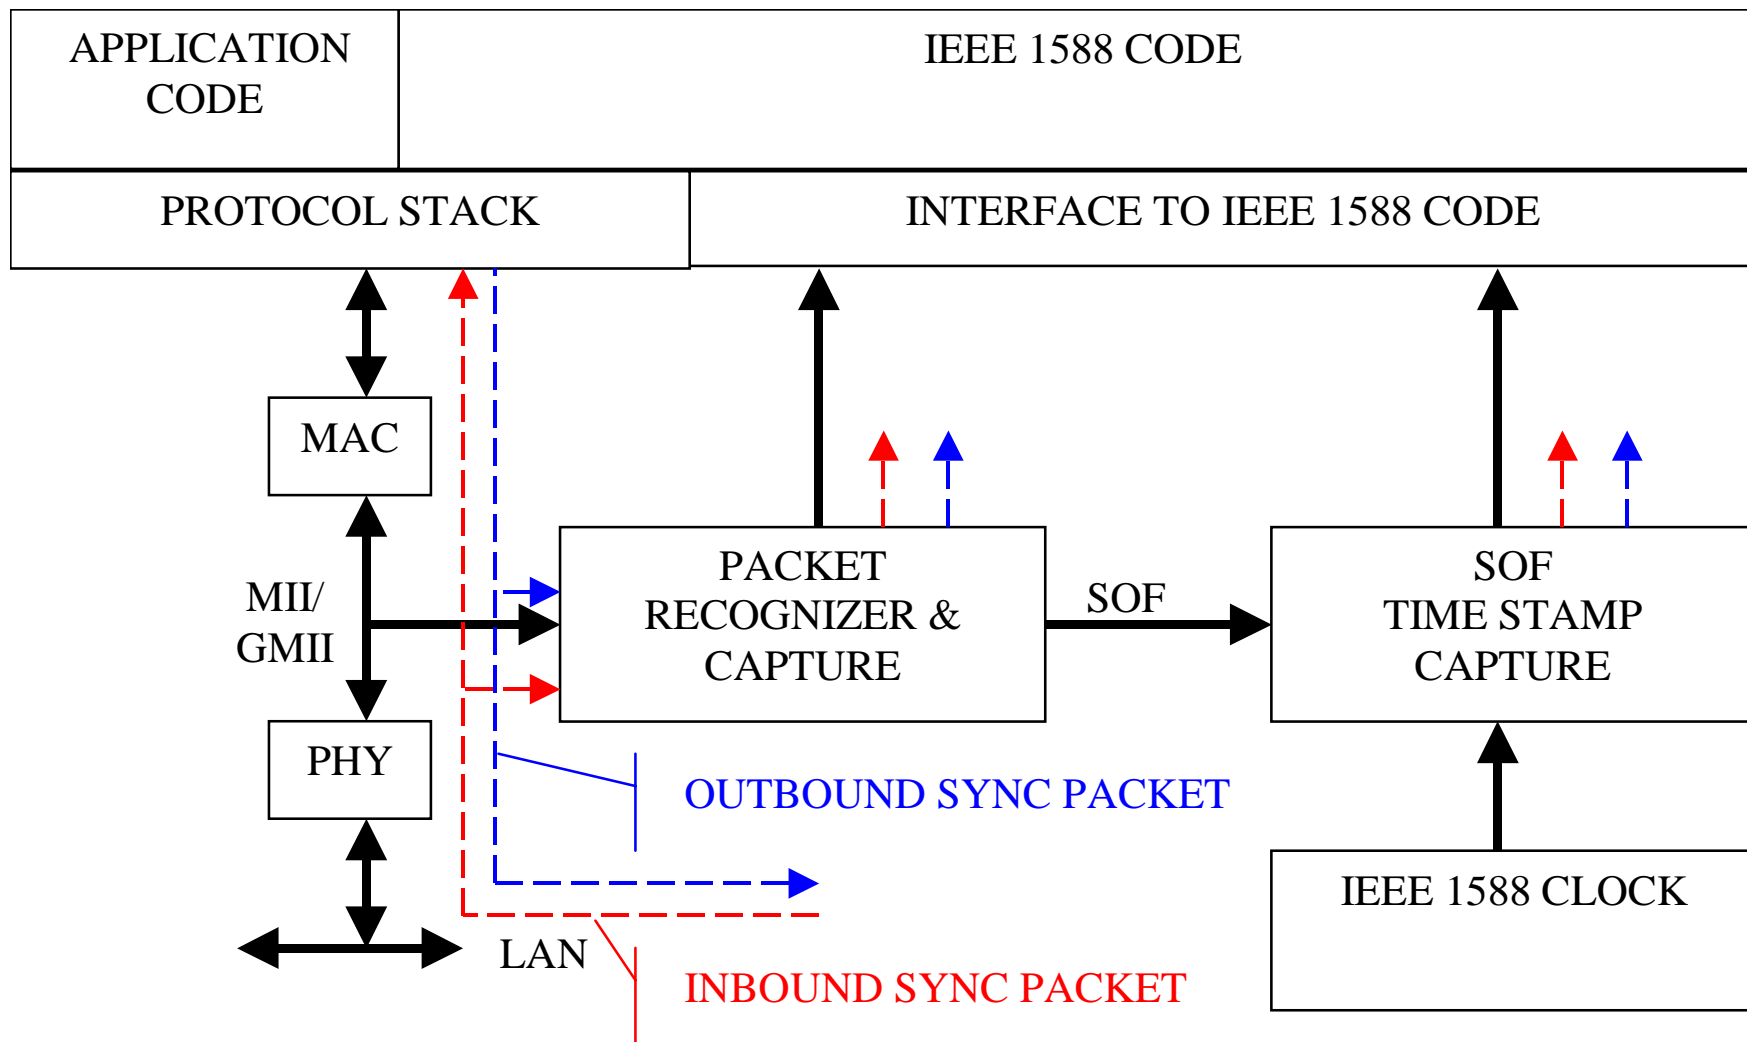 APPLICATION
CODE
IEEE 1588 CODE
PROTOCOL STACK
INTERFACE TO IEEE 1588 CODE
MAC
MII/
GMII
PACKET
RECOGNIZER &
CAPTURE
SOF
SOF
TIME STAMP
CAPTURE
PHY
OUTBOUND SYNC PACKET
IEEE 1588 CLOCK
LAN
INBOUND SYNC PACKET